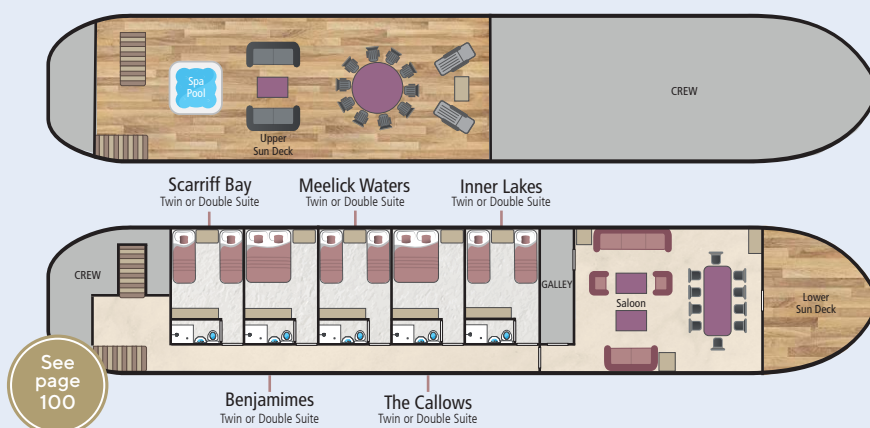 Spa
Pool
Upper
Sun Deck
CREW
Scarriff Bay
Twin or Double Suite
Meelick Waters
Twin or Double Suite
Inner Lakes
Twin or Double Suite
CREW
GALLEY
Saloon
Lower
Sun Deck
See
page
100
Benjamimes
Twin or Double Suite
The Callows
Twin or Double Suite